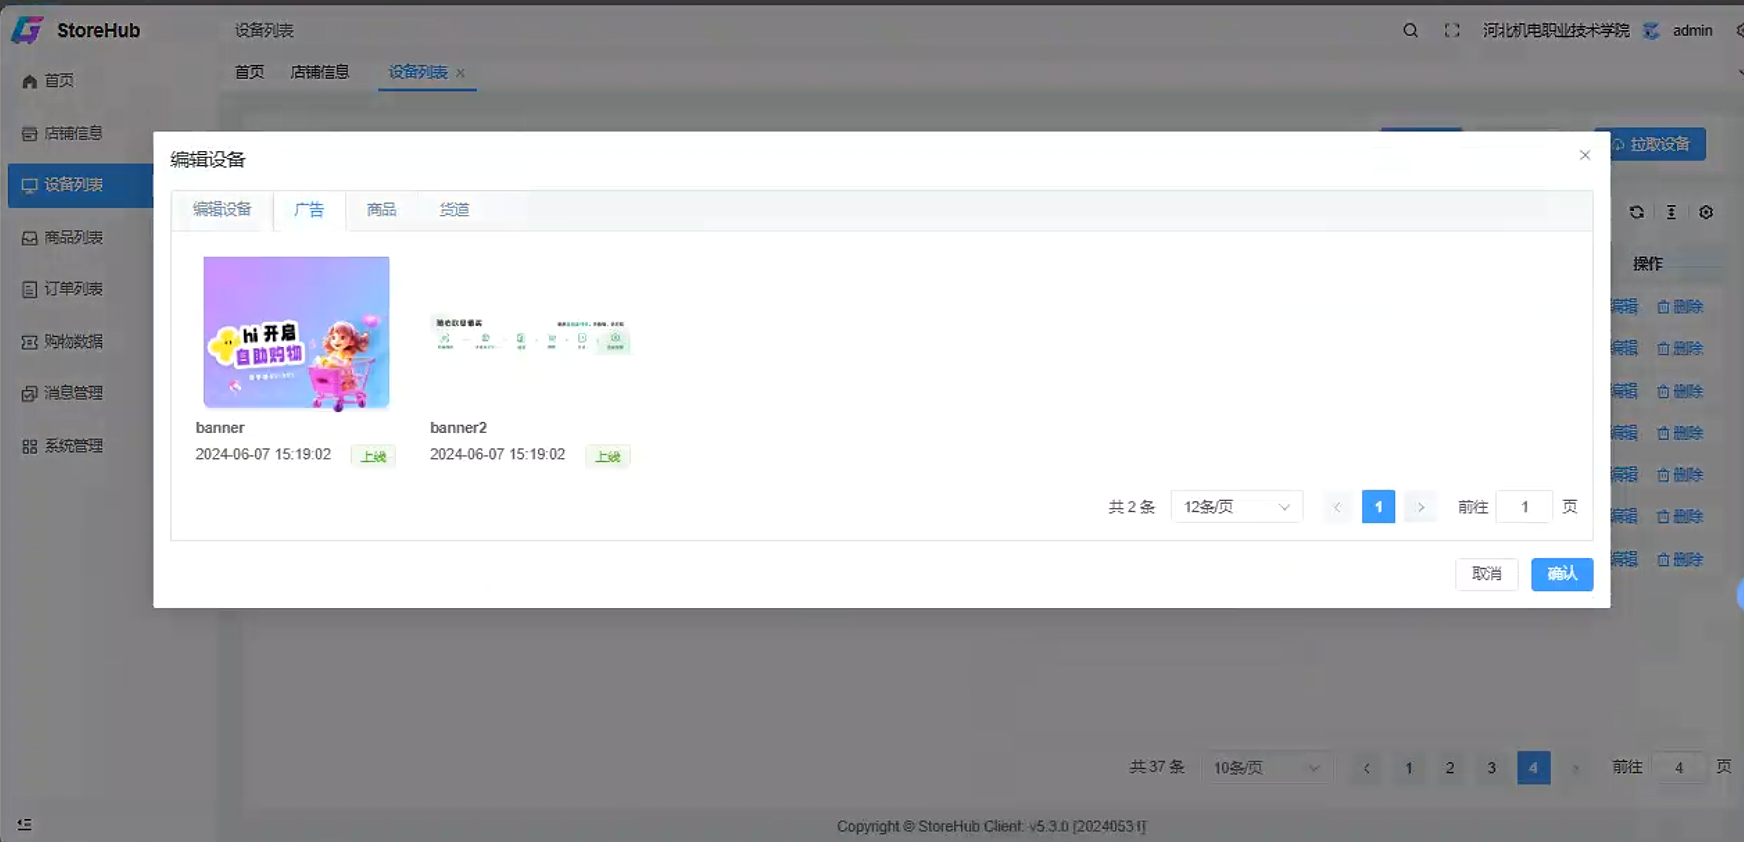 StoreHub
设备列表
河北机电职业技术学院
admin
首页
店铺信息
设备列表
首页
店铺信息
设备列表
商品列表
订单列表
购物数据
消息管理
系统管理
拉取设备
操作
编辑 删除
编辑 删除
编辑 删除
编辑 删除
编辑 删除
编辑 删除
编辑 删除
编辑设备
编辑设备 广告 商品 货道
hi 开启
自助购物
banner
2024-06-07 15:19:02 上线
banner2
2024-06-07 15:19:02 上线
共 2 条 12条/页 1 前往 1 页
取消 确认
共 37 条 10条/页 1 2 3 4 前往 4 页
Copyright © StoreHub Client: v5.3.0 [20240531]